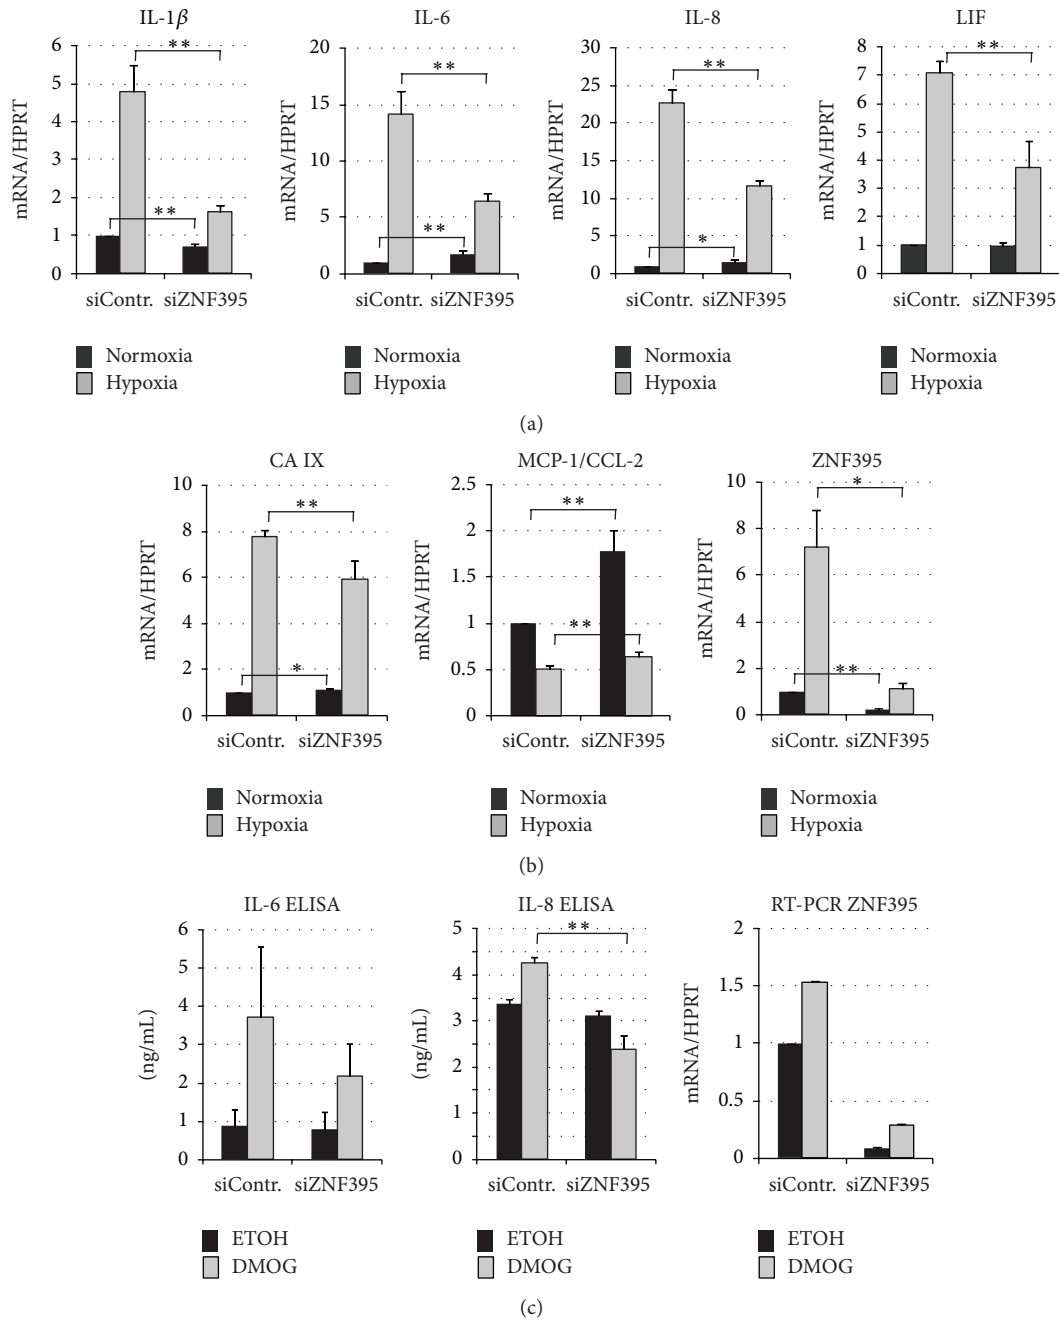 IL-1β
mRNA/HPRT
6
5
4
3
2
1
0
**
**
siContr. siZNF395
Normoxia
Hypoxia
IL-6
mRNA/HPRT
20
15
10
5
0
**
**
siContr. siZNF395
Normoxia
Hypoxia
IL-8
mRNA/HPRT
30
25
20
15
10
5
0
**
*
siContr. siZNF395
Normoxia
Hypoxia
LIF
mRNA/HPRT
8
7
6
5
4
3
2
1
0
**
siContr. siZNF395
Normoxia
Hypoxia
(a)
CA IX
mRNA/HPRT
10
8
6
4
2
0
**
*
siContr. siZNF395
Normoxia
Hypoxia
MCP-1/CCL-2
mRNA/HPRT
2.5
2
1.5
1
0.5
0
**
**
siContr. siZNF395
Normoxia
Hypoxia
ZNF395
mRNA/HPRT
10
8
6
4
2
0
*
**
siContr. siZNF395
Normoxia
Hypoxia
(b)
IL-6 ELISA
(ng/mL)
6
5
4
3
2
1
0
siContr. siZNF395
ETOH
DMOG
IL-8 ELISA
(ng/mL)
5
4
3
2
1
0
**
siContr. siZNF395
ETOH
DMOG
RT-PCR ZNF395
mRNA/HPRT
2
1.5
1
0.5
0
siContr. siZNF395
ETOH
DMOG
(c)